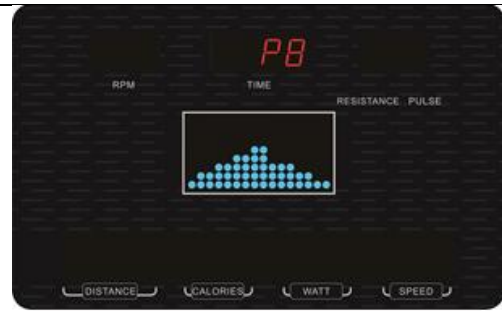 P8
RPM TIME
RESISTANCE PULSE
DISTANCE CALORIES WATT SPEED